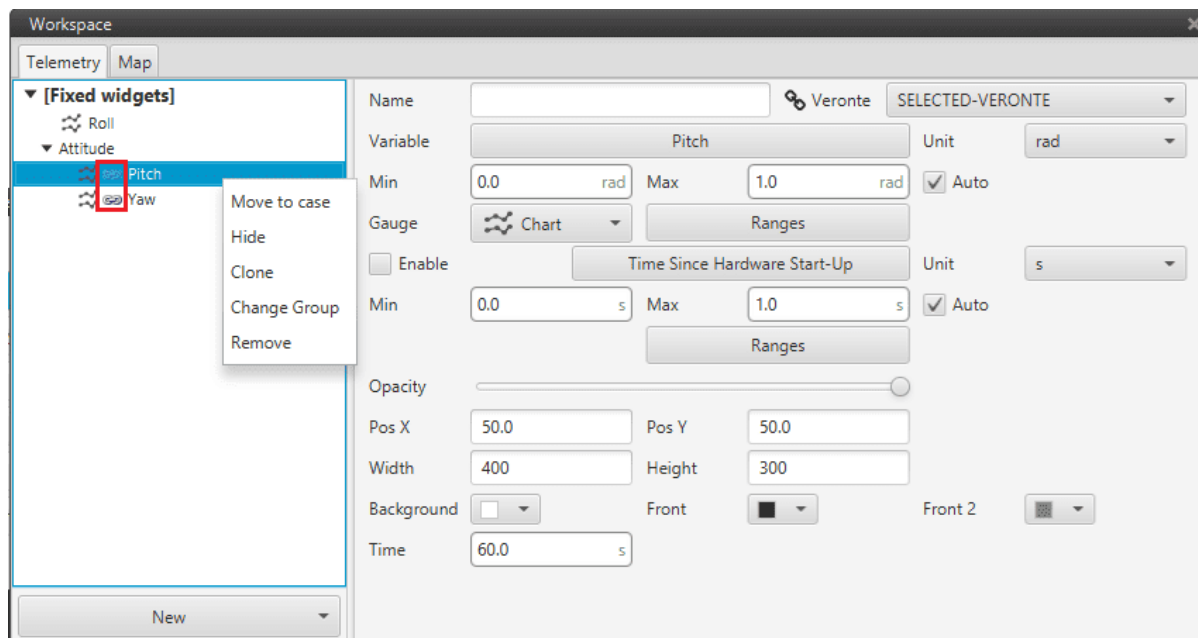 Workspace
Telemetry Map
[Fixed widgets]
Roll
Attitude
Pitch
Yaw
Move to case
Hide
Clone
Change Group
Remove
New
Name Veronte SELECTED-VERONTE
Variable Pitch Unit rad
Min 0.0 rad Max 1.0 rad Auto
Gauge Chart Ranges
Enable Time Since Hardware Start-Up Unit s
Min 0.0 s Max 1.0 s Auto
Ranges
Opacity
Pos X 50.0 Pos Y 50.0
Width 400 Height 300
Background Front Front 2
Time 60.0 s